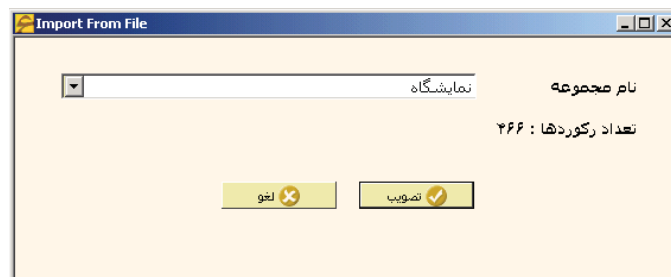 Import From File
نام مجموعه نمایشگاه
تعداد رکوردها : ۴۶۶
تصویب لغو